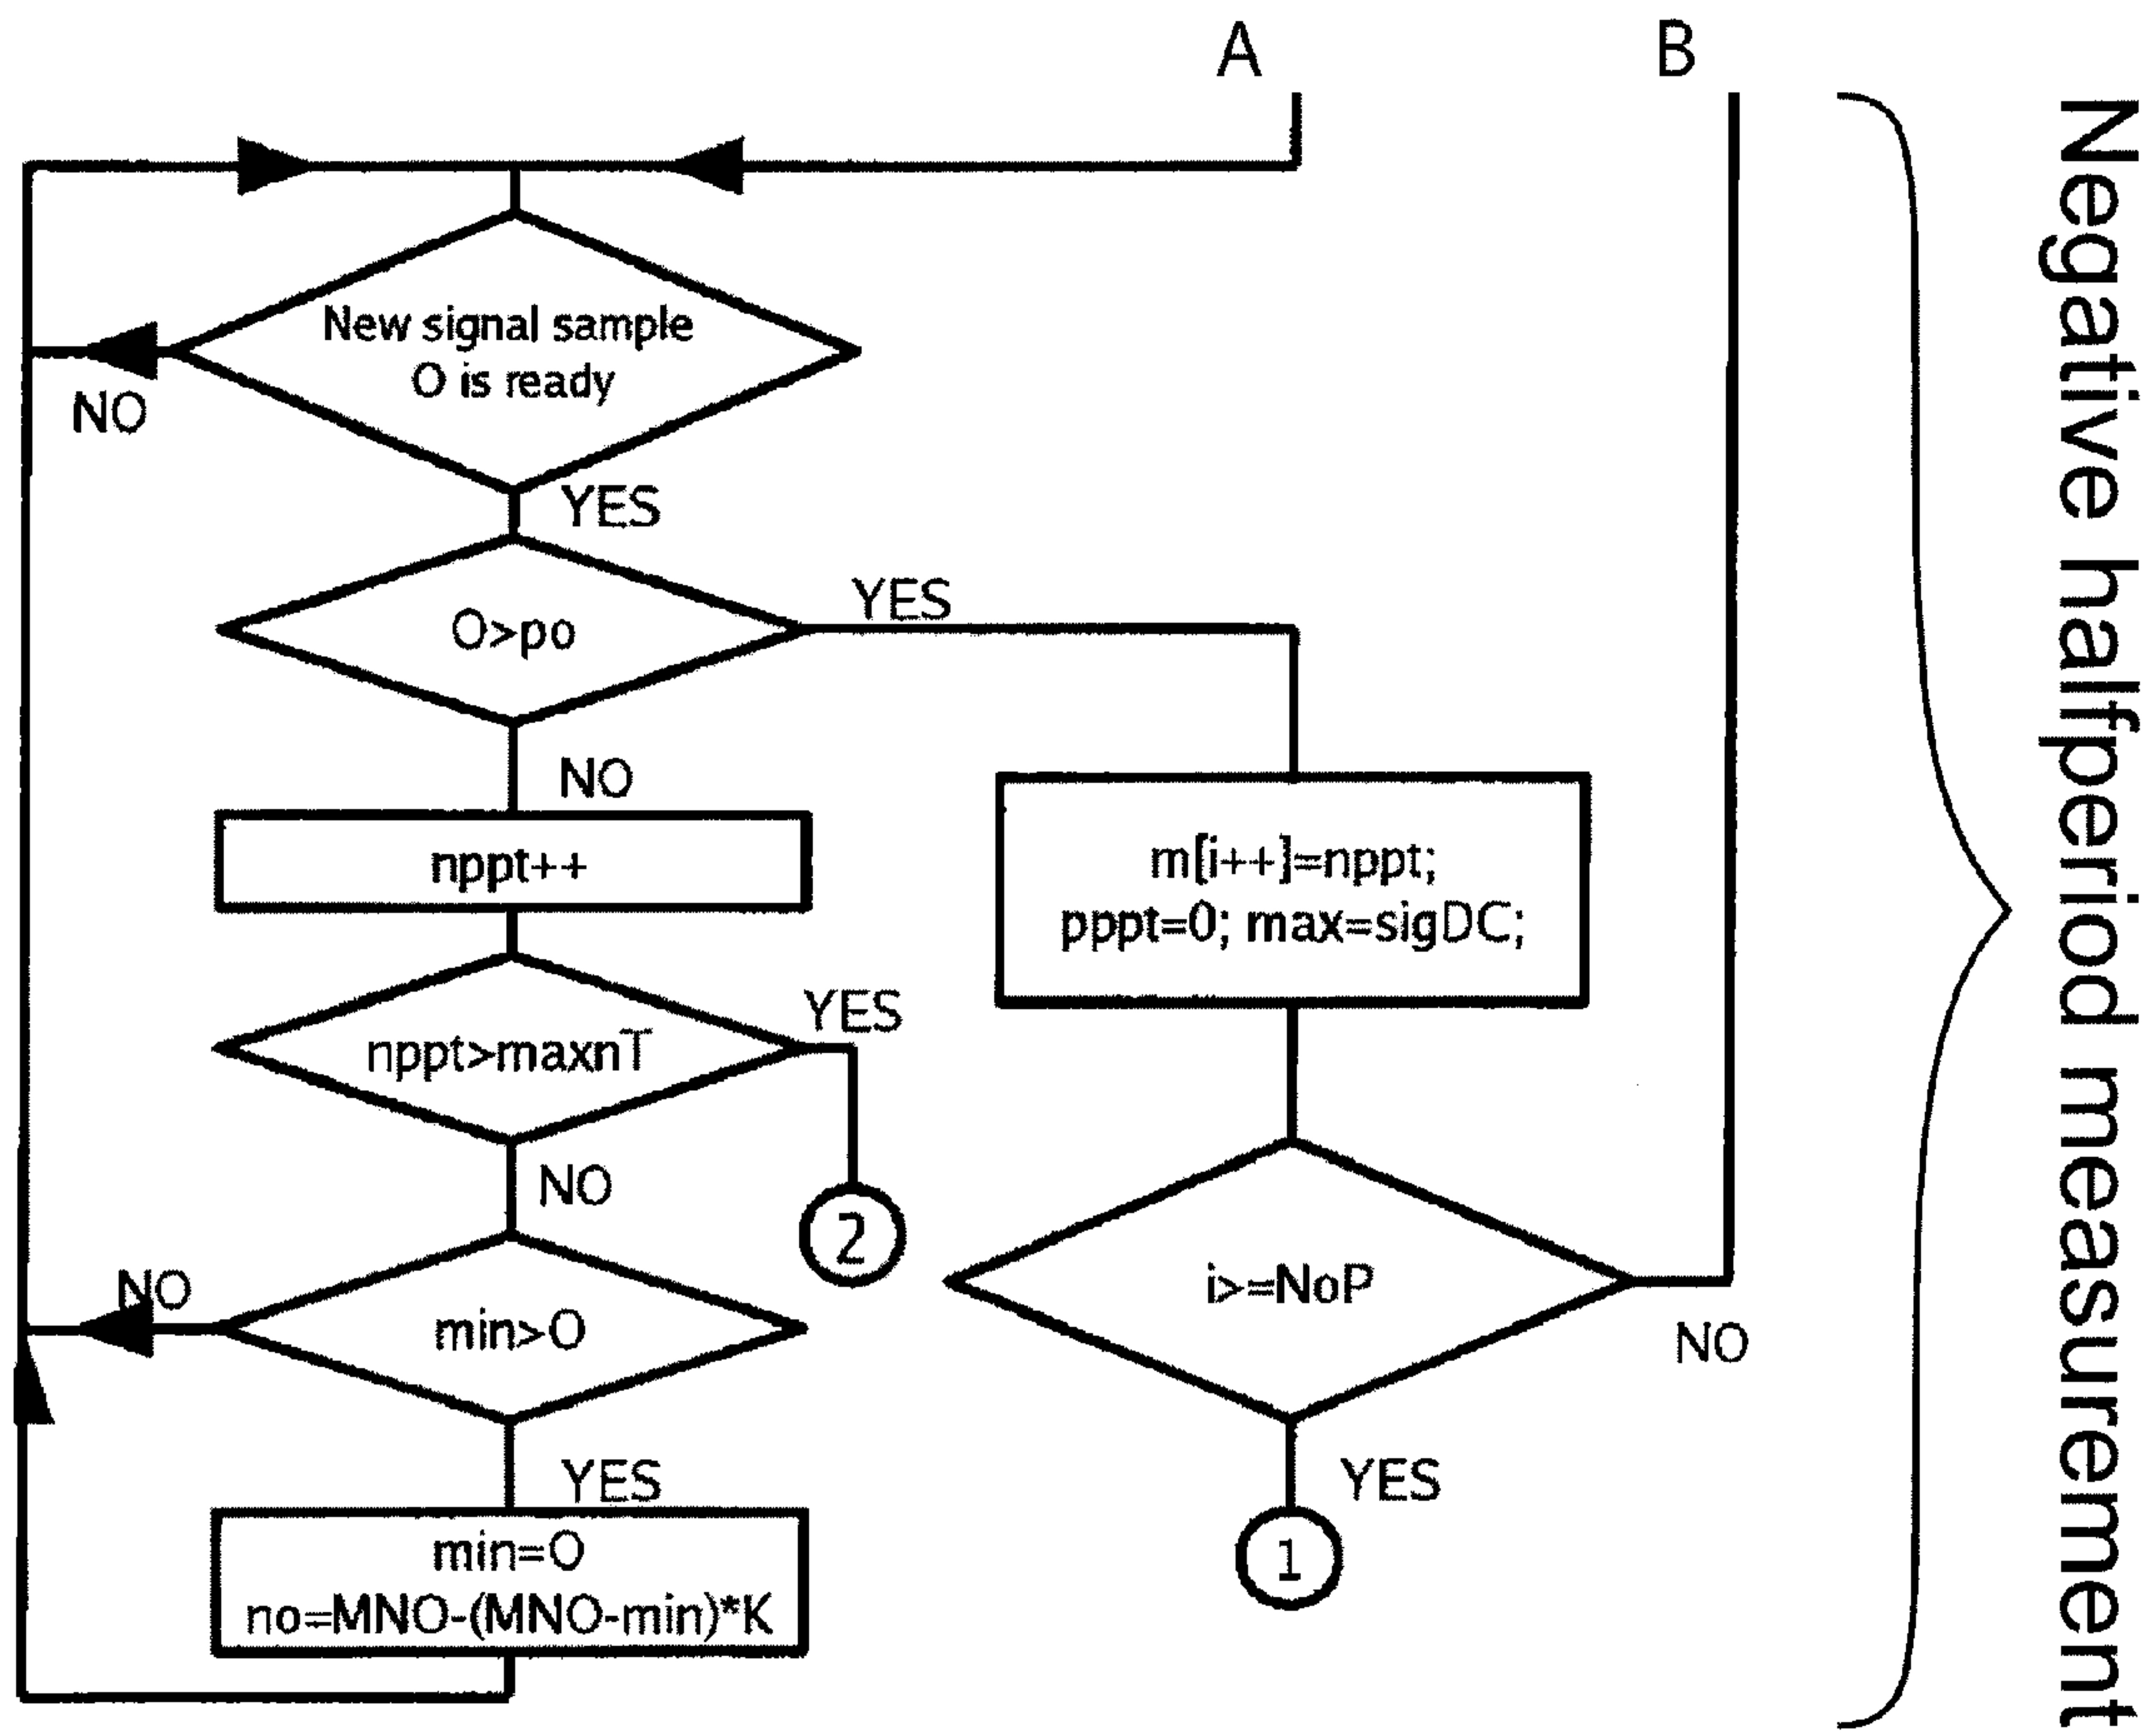 A
B
New signal sample
O is ready
NO
YES
O>po
YES
NO
nppt++
m[i++]=nppt;
pppt=0; max=sigDC;
nppt>maxnT
YES
NO
2
NO
min>O
i>=NoP
NO
YES
YES
min=O
no=MNO-(MNO-min)*K
1
Negative halfperiod measurement